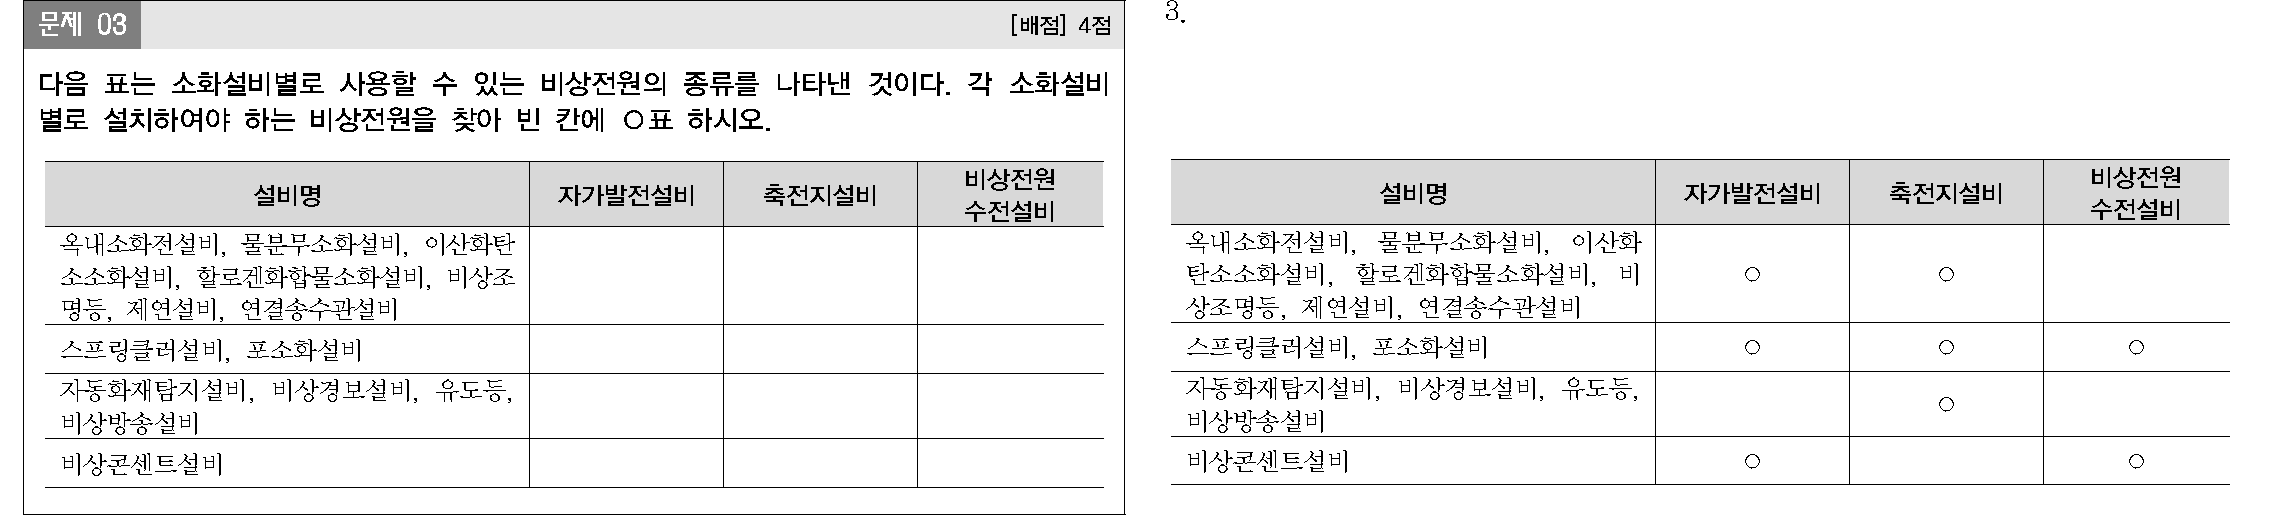 문제 03
[배점] 4점
다음 표는 소화설비별로 사용할 수 있는 비상전원의 종류를 나타낸 것이다. 각 소화설비
별로 설치하여야 하는 비상전원을 찾아 빈 칸에 ○표 하시오.
설비명 자가발전설비 축전지설비 비상전원
수전설비
옥내소화전설비, 물분무소화설비, 이산화탄
소소화설비, 할로겐화합물소화설비, 비상조
명등, 제연설비, 연결송수관설비
스프링클러설비, 포소화설비
자동화재탐지설비, 비상경보설비, 유도등,
비상방송설비
비상콘센트설비
3.
설비명 자가발전설비 축전지설비 비상전원
수전설비
옥내소화전설비, 물분무소화설비, 이산화
탄소소화설비, 할로겐화합물소화설비, 비 ○ ○
상조명등, 제연설비, 연결송수관설비
스프링클러설비, 포소화설비 ○ ○ ○
자동화재탐지설비, 비상경보설비, 유도등, ○
비상방송설비
비상콘센트설비 ○ ○